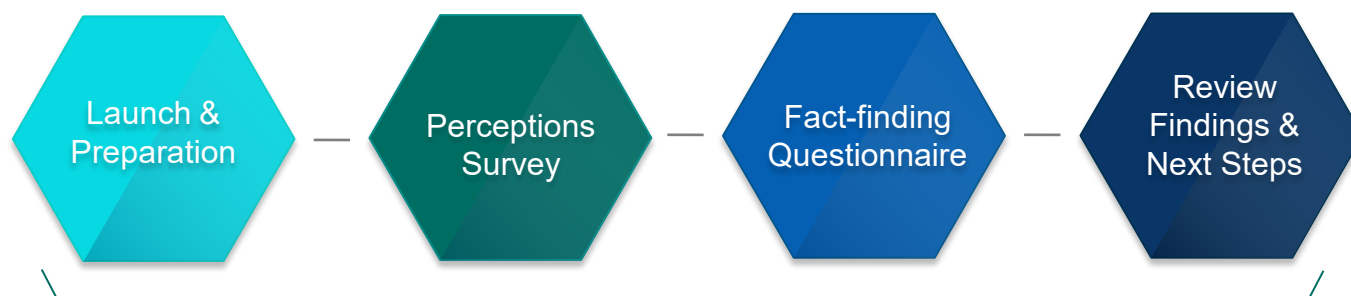 Launch &
Preparation
Perceptions
Survey
Fact-finding
Questionnaire
Review
Findings &
Next Steps